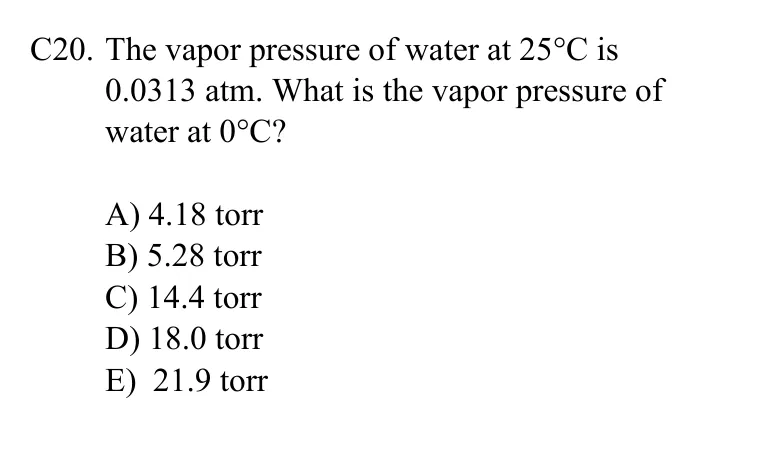 C20. The vapor pressure of water at 25°C is
0.0313 atm. What is the vapor pressure of
water at 0°C?
A) 4.18 torr
B) 5.28 torr
C) 14.4 torr
D) 18.0 torr
E) 21.9 torr